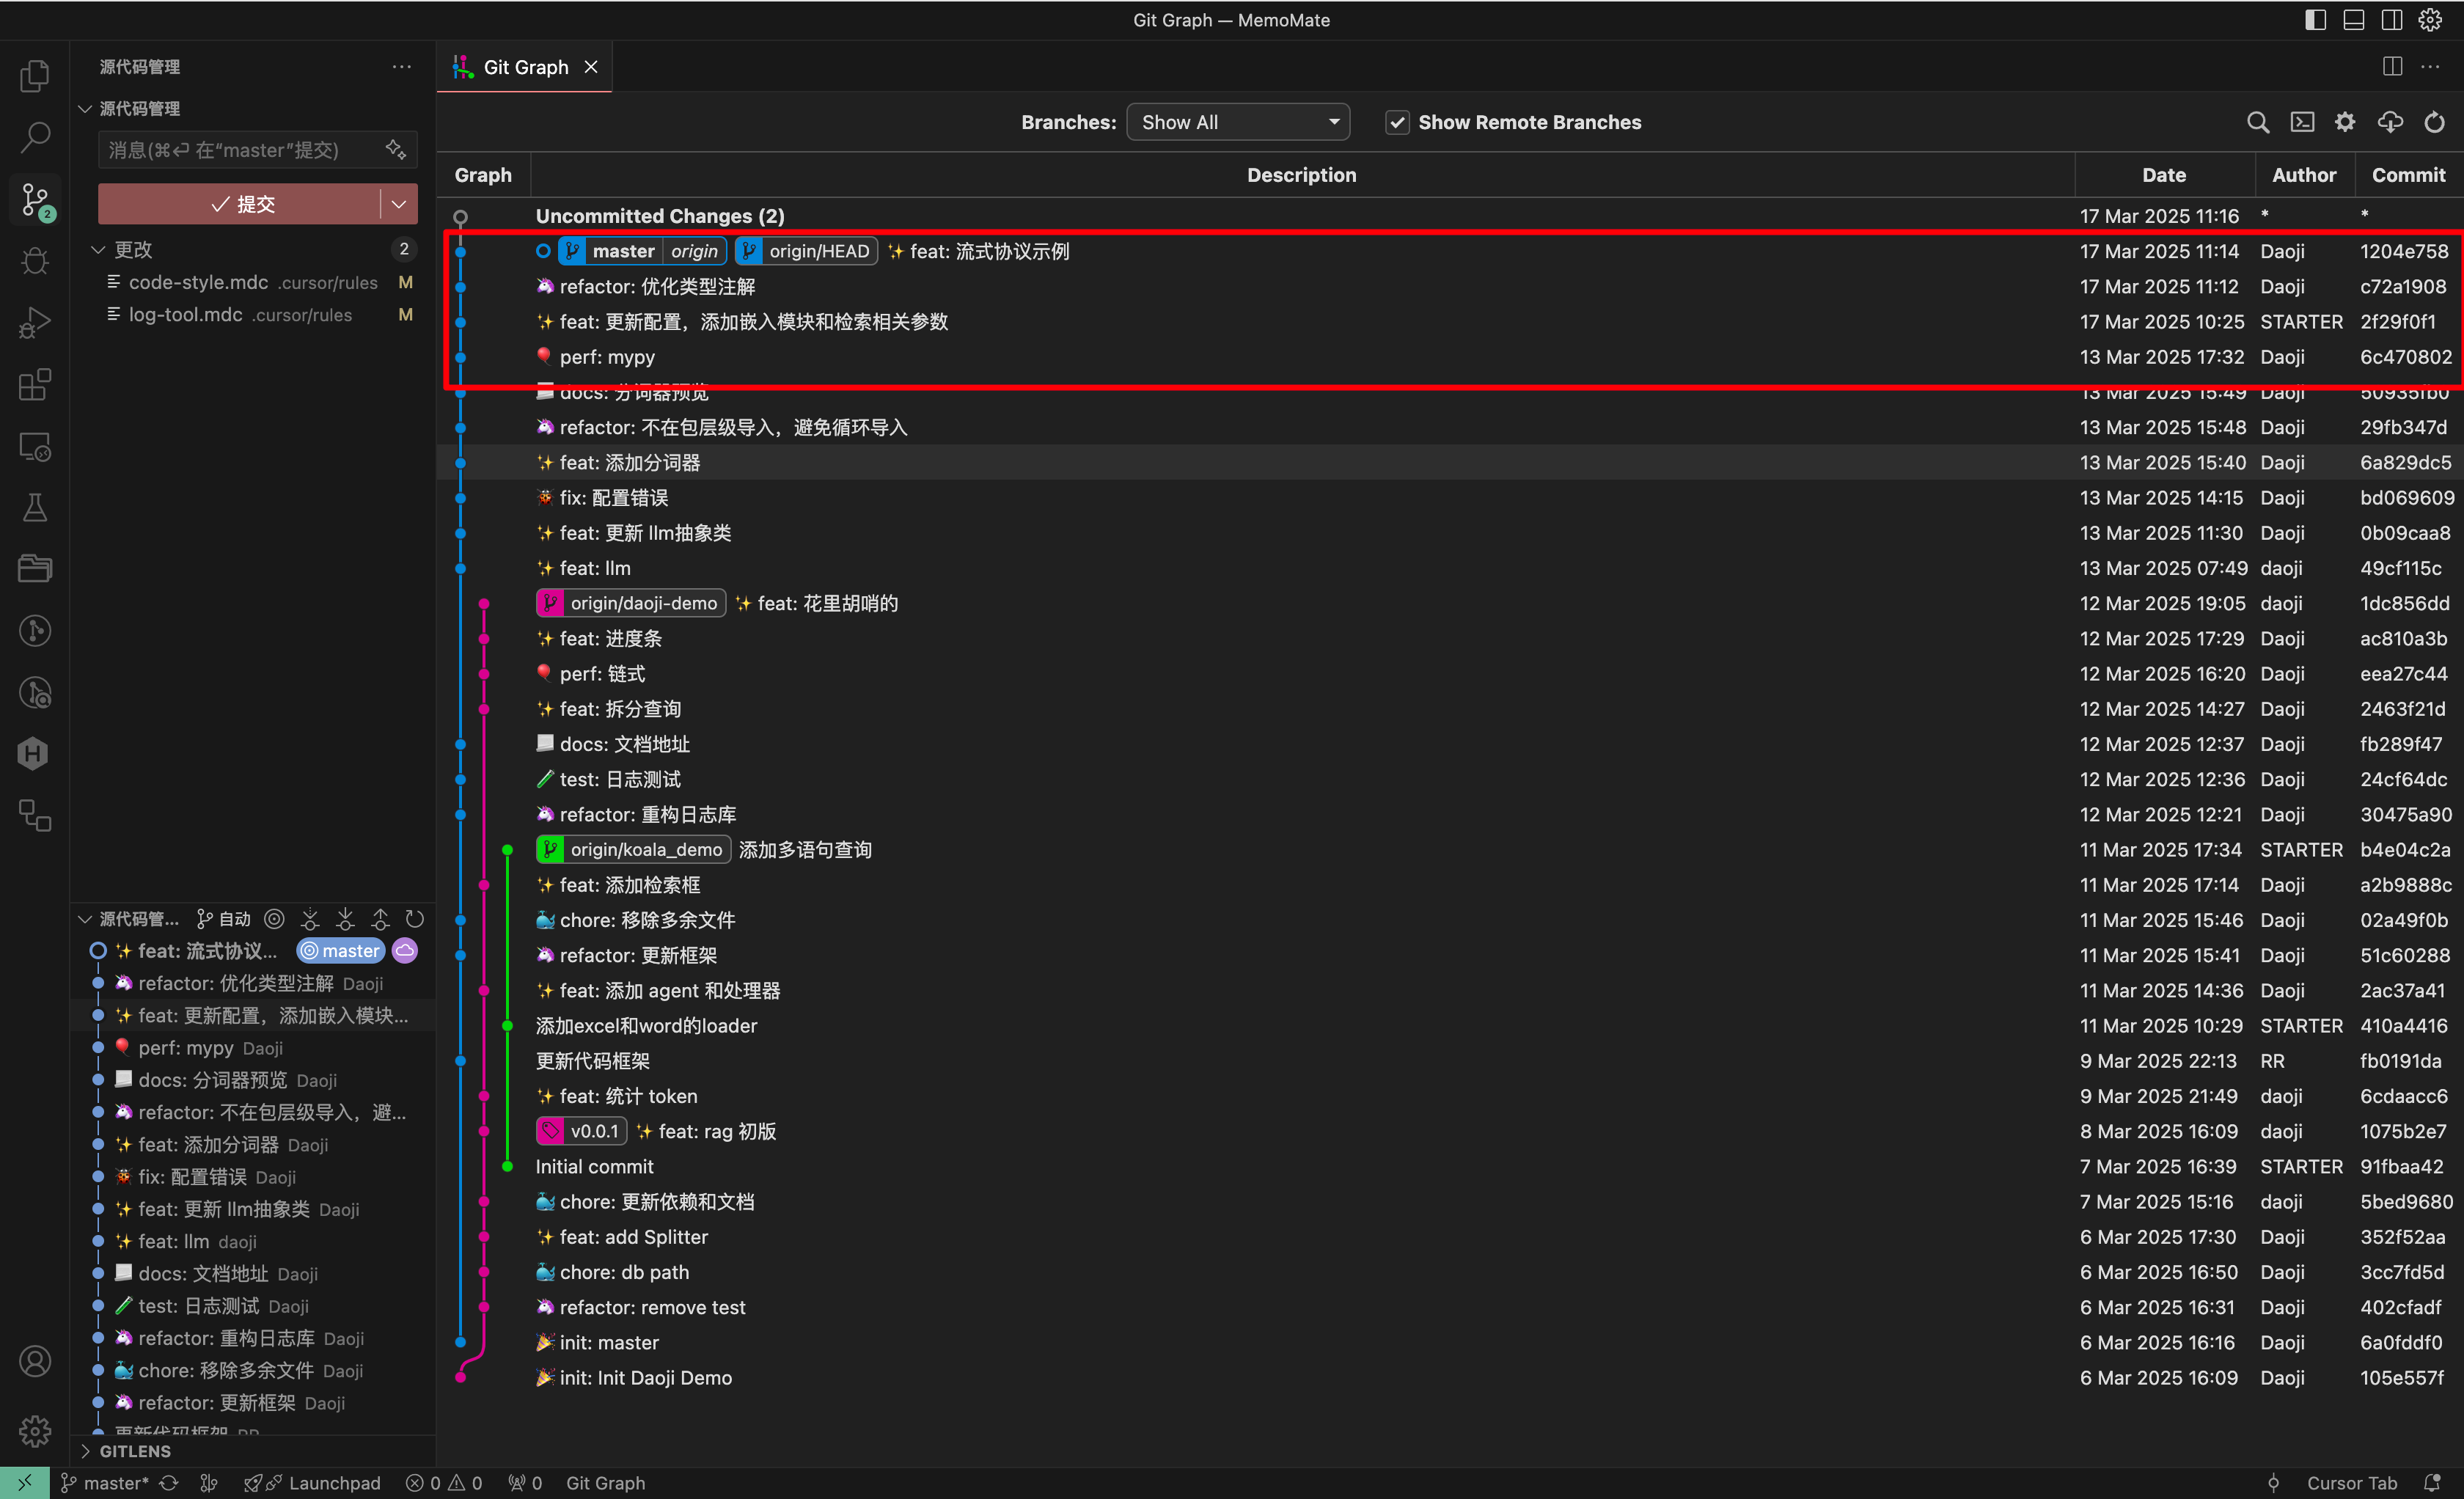 Git Graph — MemoMate
源代码管理
Git Graph
源代码管理
消息(⌘⏎ 在“master”提交)
提交
更改 2
code-style.mdc .cursor/rules M
log-tool.mdc .cursor/rules M
2
Branches: Show All Show Remote Branches
Graph Description Date Author Commit
Uncommitted Changes (2) 17 Mar 2025 11:16 * *
master origin origin/HEAD ✨ feat: 流式协议示例 17 Mar 2025 11:14 Daoji 1204e758
🦄 refactor: 优化类型注解 17 Mar 2025 11:12 Daoji c72a1908
✨ feat: 更新配置，添加嵌入模块和检索相关参数 17 Mar 2025 10:25 STARTER 2f29f0f1
🎈 perf: mypy 13 Mar 2025 17:32 Daoji 6c470802
📃 docs: 分词器预览 13 Mar 2025 15:49 Daoji 50935fb0
🦄 refactor: 不在包层级导入，避免循环导入 13 Mar 2025 15:48 Daoji 29fb347d
✨ feat: 添加分词器 13 Mar 2025 15:40 Daoji 6a829dc5
🐞 fix: 配置错误 13 Mar 2025 14:15 Daoji bd069609
✨ feat: 更新 llm抽象类 13 Mar 2025 11:30 Daoji 0b09caa8
✨ feat: llm 13 Mar 2025 07:49 daoji 49cf115c
origin/daoji-demo ✨ feat: 花里胡哨的 12 Mar 2025 19:05 daoji 1dc856dd
✨ feat: 进度条 12 Mar 2025 17:29 Daoji ac810a3b
🎈 perf: 链式 12 Mar 2025 16:20 Daoji eea27c44
✨ feat: 拆分查询 12 Mar 2025 14:27 Daoji 2463f21d
📃 docs: 文档地址 12 Mar 2025 12:37 Daoji fb289f47
🧪 test: 日志测试 12 Mar 2025 12:36 Daoji 24cf64dc
🦄 refactor: 重构日志库 12 Mar 2025 12:21 Daoji 30475a90
origin/koala_demo 添加多语句查询 11 Mar 2025 17:34 STARTER b4e04c2a
✨ feat: 添加检索框 11 Mar 2025 17:14 Daoji a2b9888c
🐳 chore: 移除多余文件 11 Mar 2025 15:46 Daoji 02a49f0b
🦄 refactor: 更新框架 11 Mar 2025 15:41 Daoji 51c60288
✨ feat: 添加 agent 和处理器 11 Mar 2025 14:36 Daoji 2ac37a41
添加excel和word的loader 11 Mar 2025 10:29 STARTER 410a4416
更新代码框架 9 Mar 2025 22:13 RR fb0191da
✨ feat: 统计 token 9 Mar 2025 21:49 daoji 6cdaacc6
v0.0.1 ✨ feat: rag 初版 8 Mar 2025 16:09 daoji 1075b2e7
Initial commit 7 Mar 2025 16:39 STARTER 91fbaa42
🐳 chore: 更新依赖和文档 7 Mar 2025 15:16 daoji 5bed9680
✨ feat: add Splitter 6 Mar 2025 17:30 Daoji 352f52aa
🐳 chore: db path 6 Mar 2025 16:50 Daoji 3cc7fd5d
🦄 refactor: remove test 6 Mar 2025 16:31 Daoji 402cfadf
🎉 init: master 6 Mar 2025 16:16 Daoji 6a0fddf0
🎉 init: Init Daoji Demo 6 Mar 2025 16:09 Daoji 105e557f
源代码管... 自动
✨ feat: 流式协议... master
🦄 refactor: 优化类型注解 Daoji
✨ feat: 更新配置，添加嵌入模块...
🎈 perf: mypy Daoji
📃 docs: 分词器预览 Daoji
🦄 refactor: 不在包层级导入，避...
✨ feat: 添加分词器 Daoji
🐞 fix: 配置错误 Daoji
✨ feat: 更新 llm抽象类 Daoji
✨ feat: llm daoji
📃 docs: 文档地址 Daoji
🧪 test: 日志测试 Daoji
🦄 refactor: 重构日志库 Daoji
🐳 chore: 移除多余文件 Daoji
🦄 refactor: 更新框架 Daoji
更新代码框架 RR
GITLENS
master* Launchpad 0 0 0 Git Graph Cursor Tab